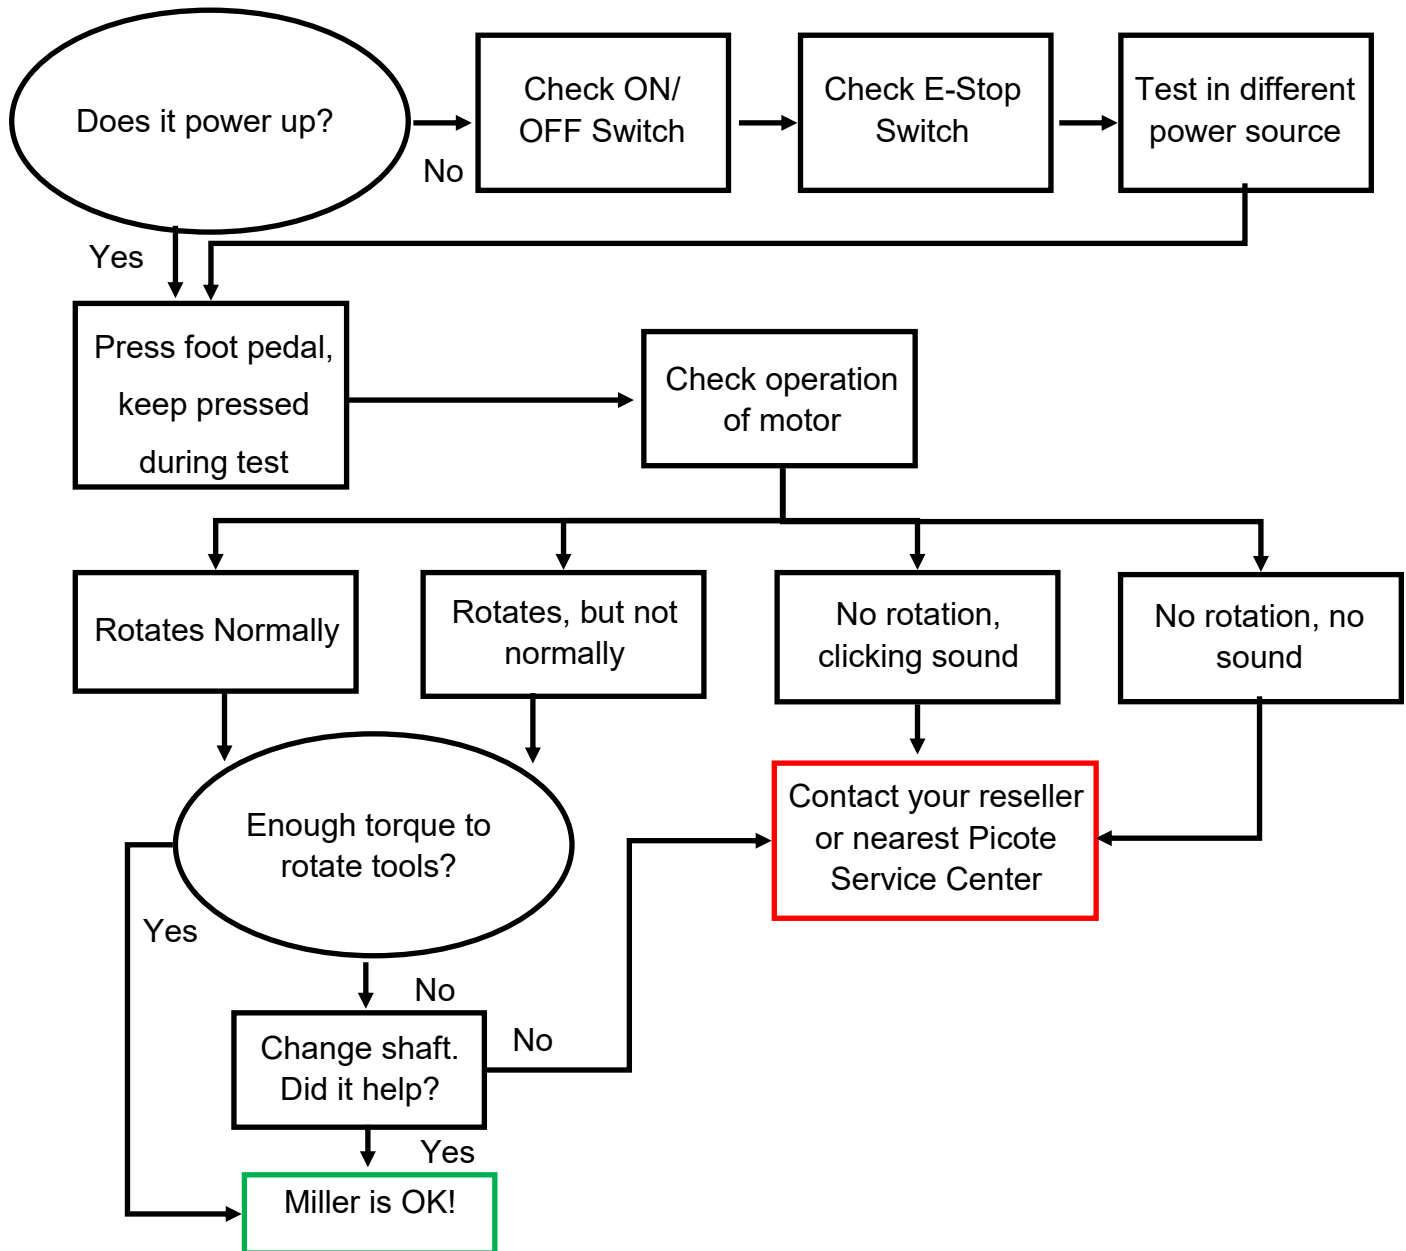 Does it power up?
No
Check ON/
OFF Switch
Check E-Stop
Switch
Test in different
power source
Yes
Press foot pedal,
keep pressed
during test
Check operation
of motor
Rotates Normally
Rotates, but not
normally
No rotation,
clicking sound
No rotation, no
sound
Enough torque to
rotate tools?
Contact your reseller
or nearest Picote
Service Center
Yes
No
Change shaft.
Did it help?
No
Yes
Miller is OK!